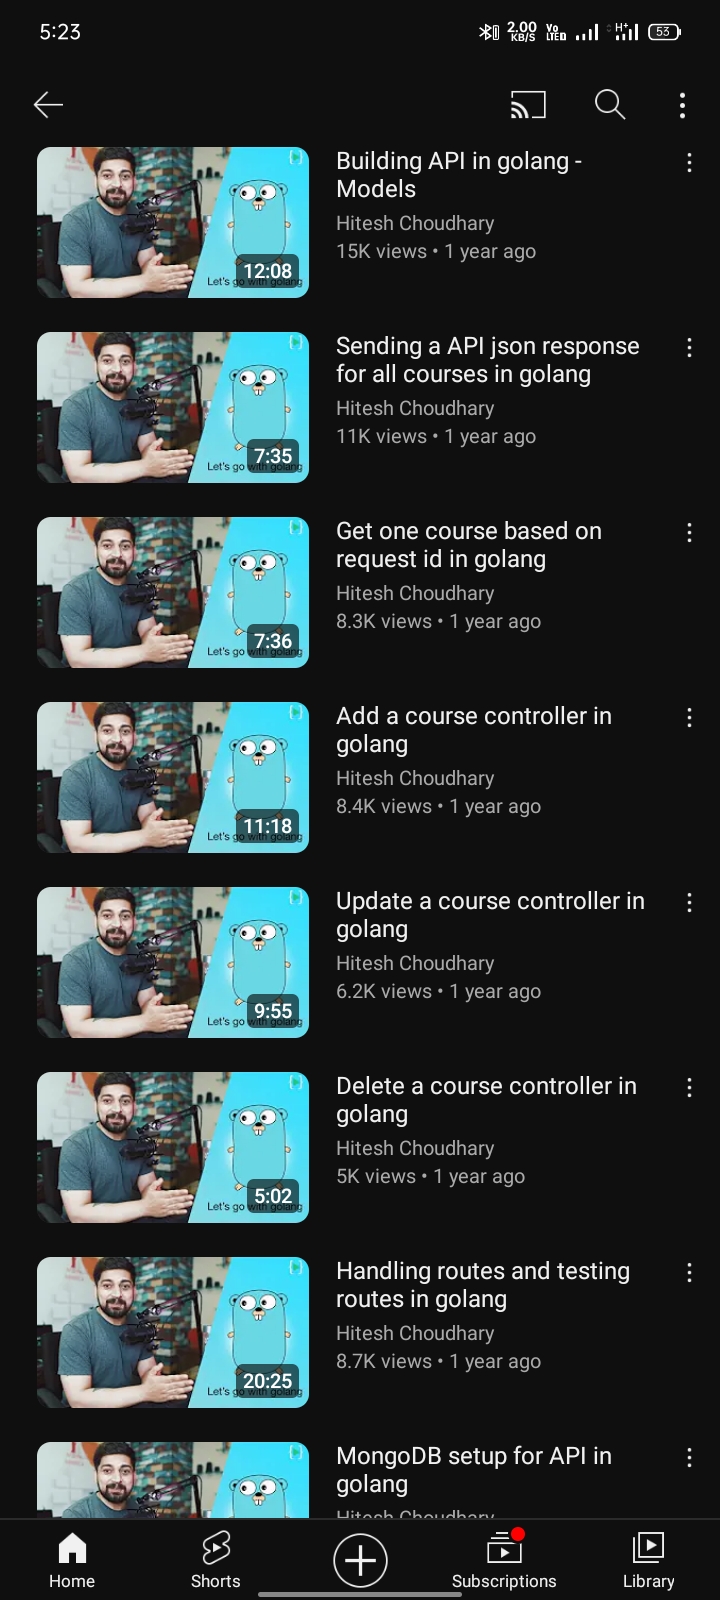 5:23
2.00
KB/S
Vo
LTED
H+
53
Building API in golang -
Models
Hitesh Choudhary
15K views • 1 year ago
12:08
Let's go with golang
Sending a API json response
for all courses in golang
Hitesh Choudhary
11K views • 1 year ago
7:35
Let's go with golang
Get one course based on
request id in golang
Hitesh Choudhary
8.3K views • 1 year ago
7:36
Let's go with golang
Add a course controller in
golang
Hitesh Choudhary
8.4K views • 1 year ago
11:18
Let's go with golang
Update a course controller in
golang
Hitesh Choudhary
6.2K views • 1 year ago
9:55
Let's go with golang
Delete a course controller in
golang
Hitesh Choudhary
5K views • 1 year ago
5:02
Let's go with golang
Handling routes and testing
routes in golang
Hitesh Choudhary
8.7K views • 1 year ago
20:25
Let's go with golang
MongoDB setup for API in
golang
Hitesh Choudhary
Home
Shorts
Subscriptions
Library